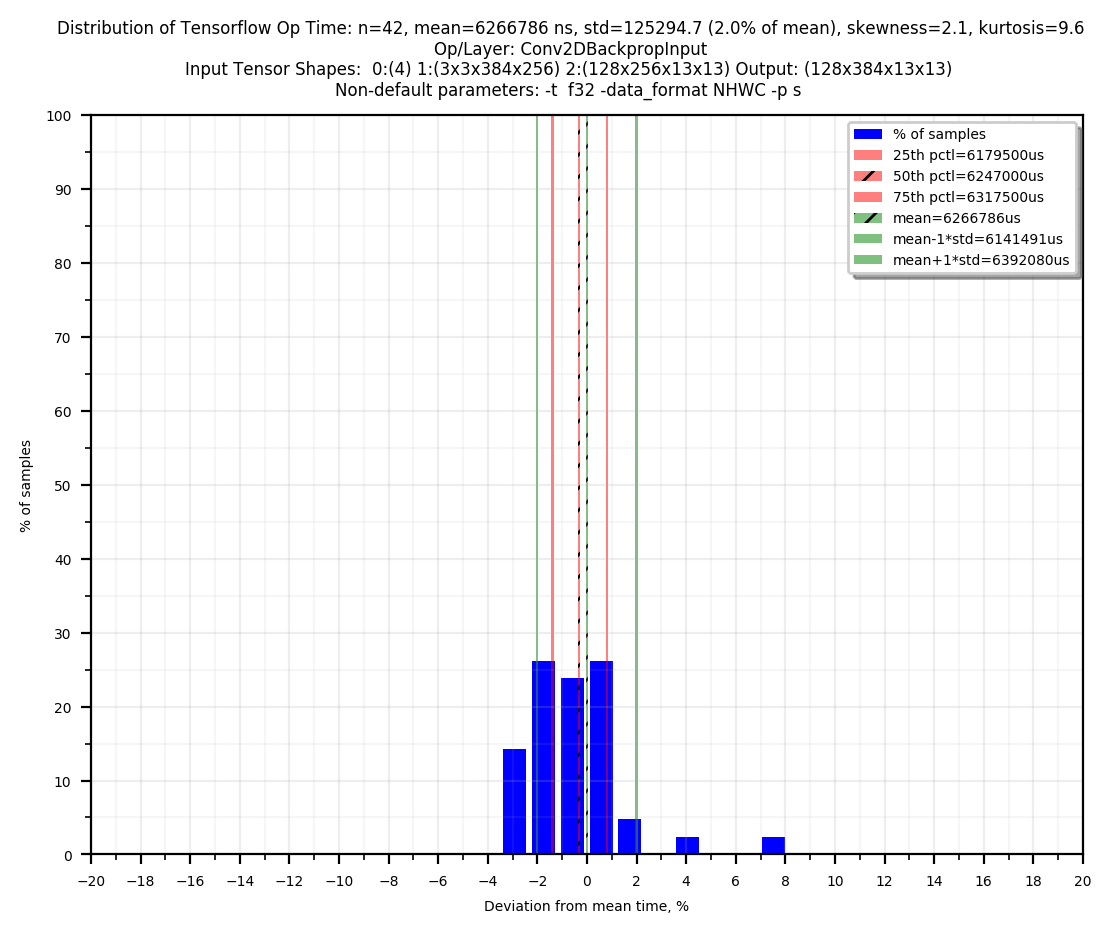 Distribution of Tensorflow Op Time: n=42, mean=6266786 ns, std=125294.7 (2.0% of mean), skewness=2.1, kurtosis=9.6
Op/Layer: Conv2DBackpropInput
Input Tensor Shapes:  0:(4) 1:(3x3x384x256) 2:(128x256x13x13) Output: (128x384x13x13)
Non-default parameters: -t  f32 -data_format NHWC -p s
% of samples
25th pctl=6179500us
50th pctl=6247000us
75th pctl=6317500us
mean=6266786us
mean-1*std=6141491us
mean+1*std=6392080us
100
90
80
70
60
50
40
30
20
10
0
% of samples
−20 −18 −16 −14 −12 −10 −8 −6 −4 −2 0 2 4 6 8 10 12 14 16 18 20
Deviation from mean time, %